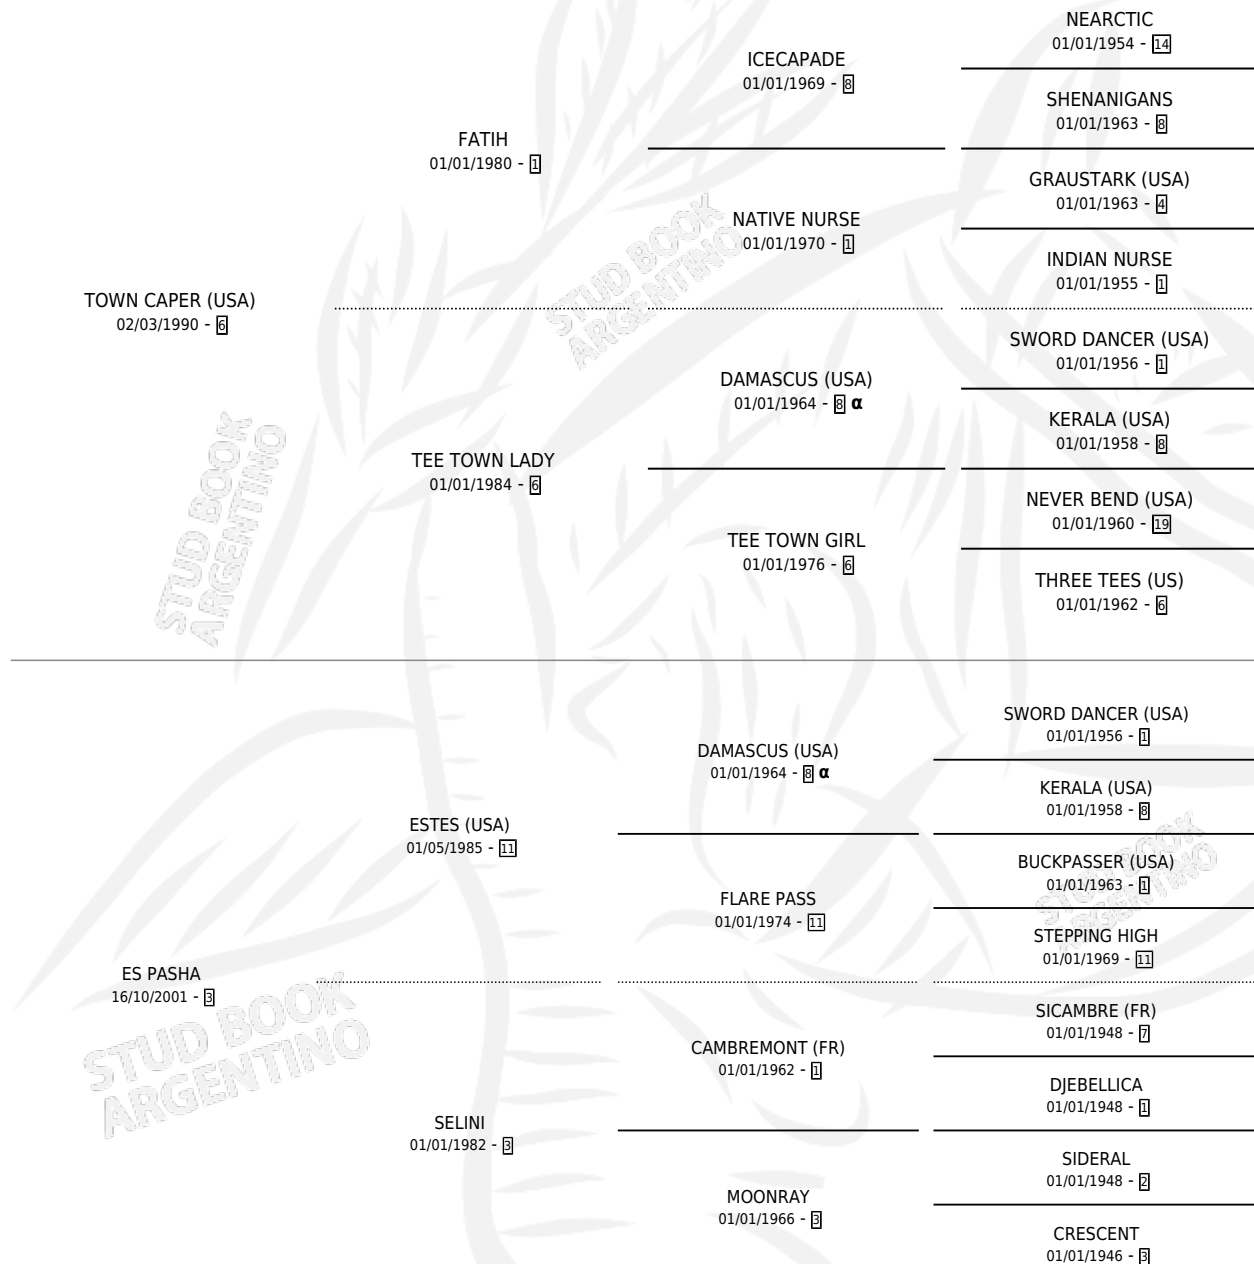 NEARCTIC
01/01/1954 - 14
ICECAPADE
01/01/1969 - 8
SHENANIGANS
01/01/1963 - 8
FATIH
01/01/1980 - 1
GRAUSTARK (USA)
01/01/1963 - 4
NATIVE NURSE
01/01/1970 - 1
INDIAN NURSE
01/01/1955 - 1
TOWN CAPER (USA)
02/03/1990 - 6
SWORD DANCER (USA)
01/01/1956 - 1
DAMASCUS (USA)
01/01/1964 - 8 α
KERALA (USA)
01/01/1958 - 8
TEE TOWN LADY
01/01/1984 - 6
NEVER BEND (USA)
01/01/1960 - 19
TEE TOWN GIRL
01/01/1976 - 6
THREE TEES (US)
01/01/1962 - 6
STUD BOOK
ARGENTINO
STUD BOOK
ARGENTINO
SWORD DANCER (USA)
01/01/1956 - 1
DAMASCUS (USA)
01/01/1964 - 8 α
KERALA (USA)
01/01/1958 - 8
ESTES (USA)
01/05/1985 - 11
BUCKPASSER (USA)
01/01/1963 - 1
FLARE PASS
01/01/1974 - 11
STEPPING HIGH
01/01/1969 - 11
ES PASHA
16/10/2001 - 3
SICAMBRE (FR)
01/01/1948 - 7
CAMBREMONT (FR)
01/01/1962 - 1
DJEBELLICA
01/01/1948 - 1
SELINI
01/01/1982 - 3
SIDERAL
01/01/1948 - 2
MOONRAY
01/01/1966 - 3
CRESCENT
01/01/1946 - 3
STUD BOOK
ARGENTINO
STUD BOOK
ARGENTINO